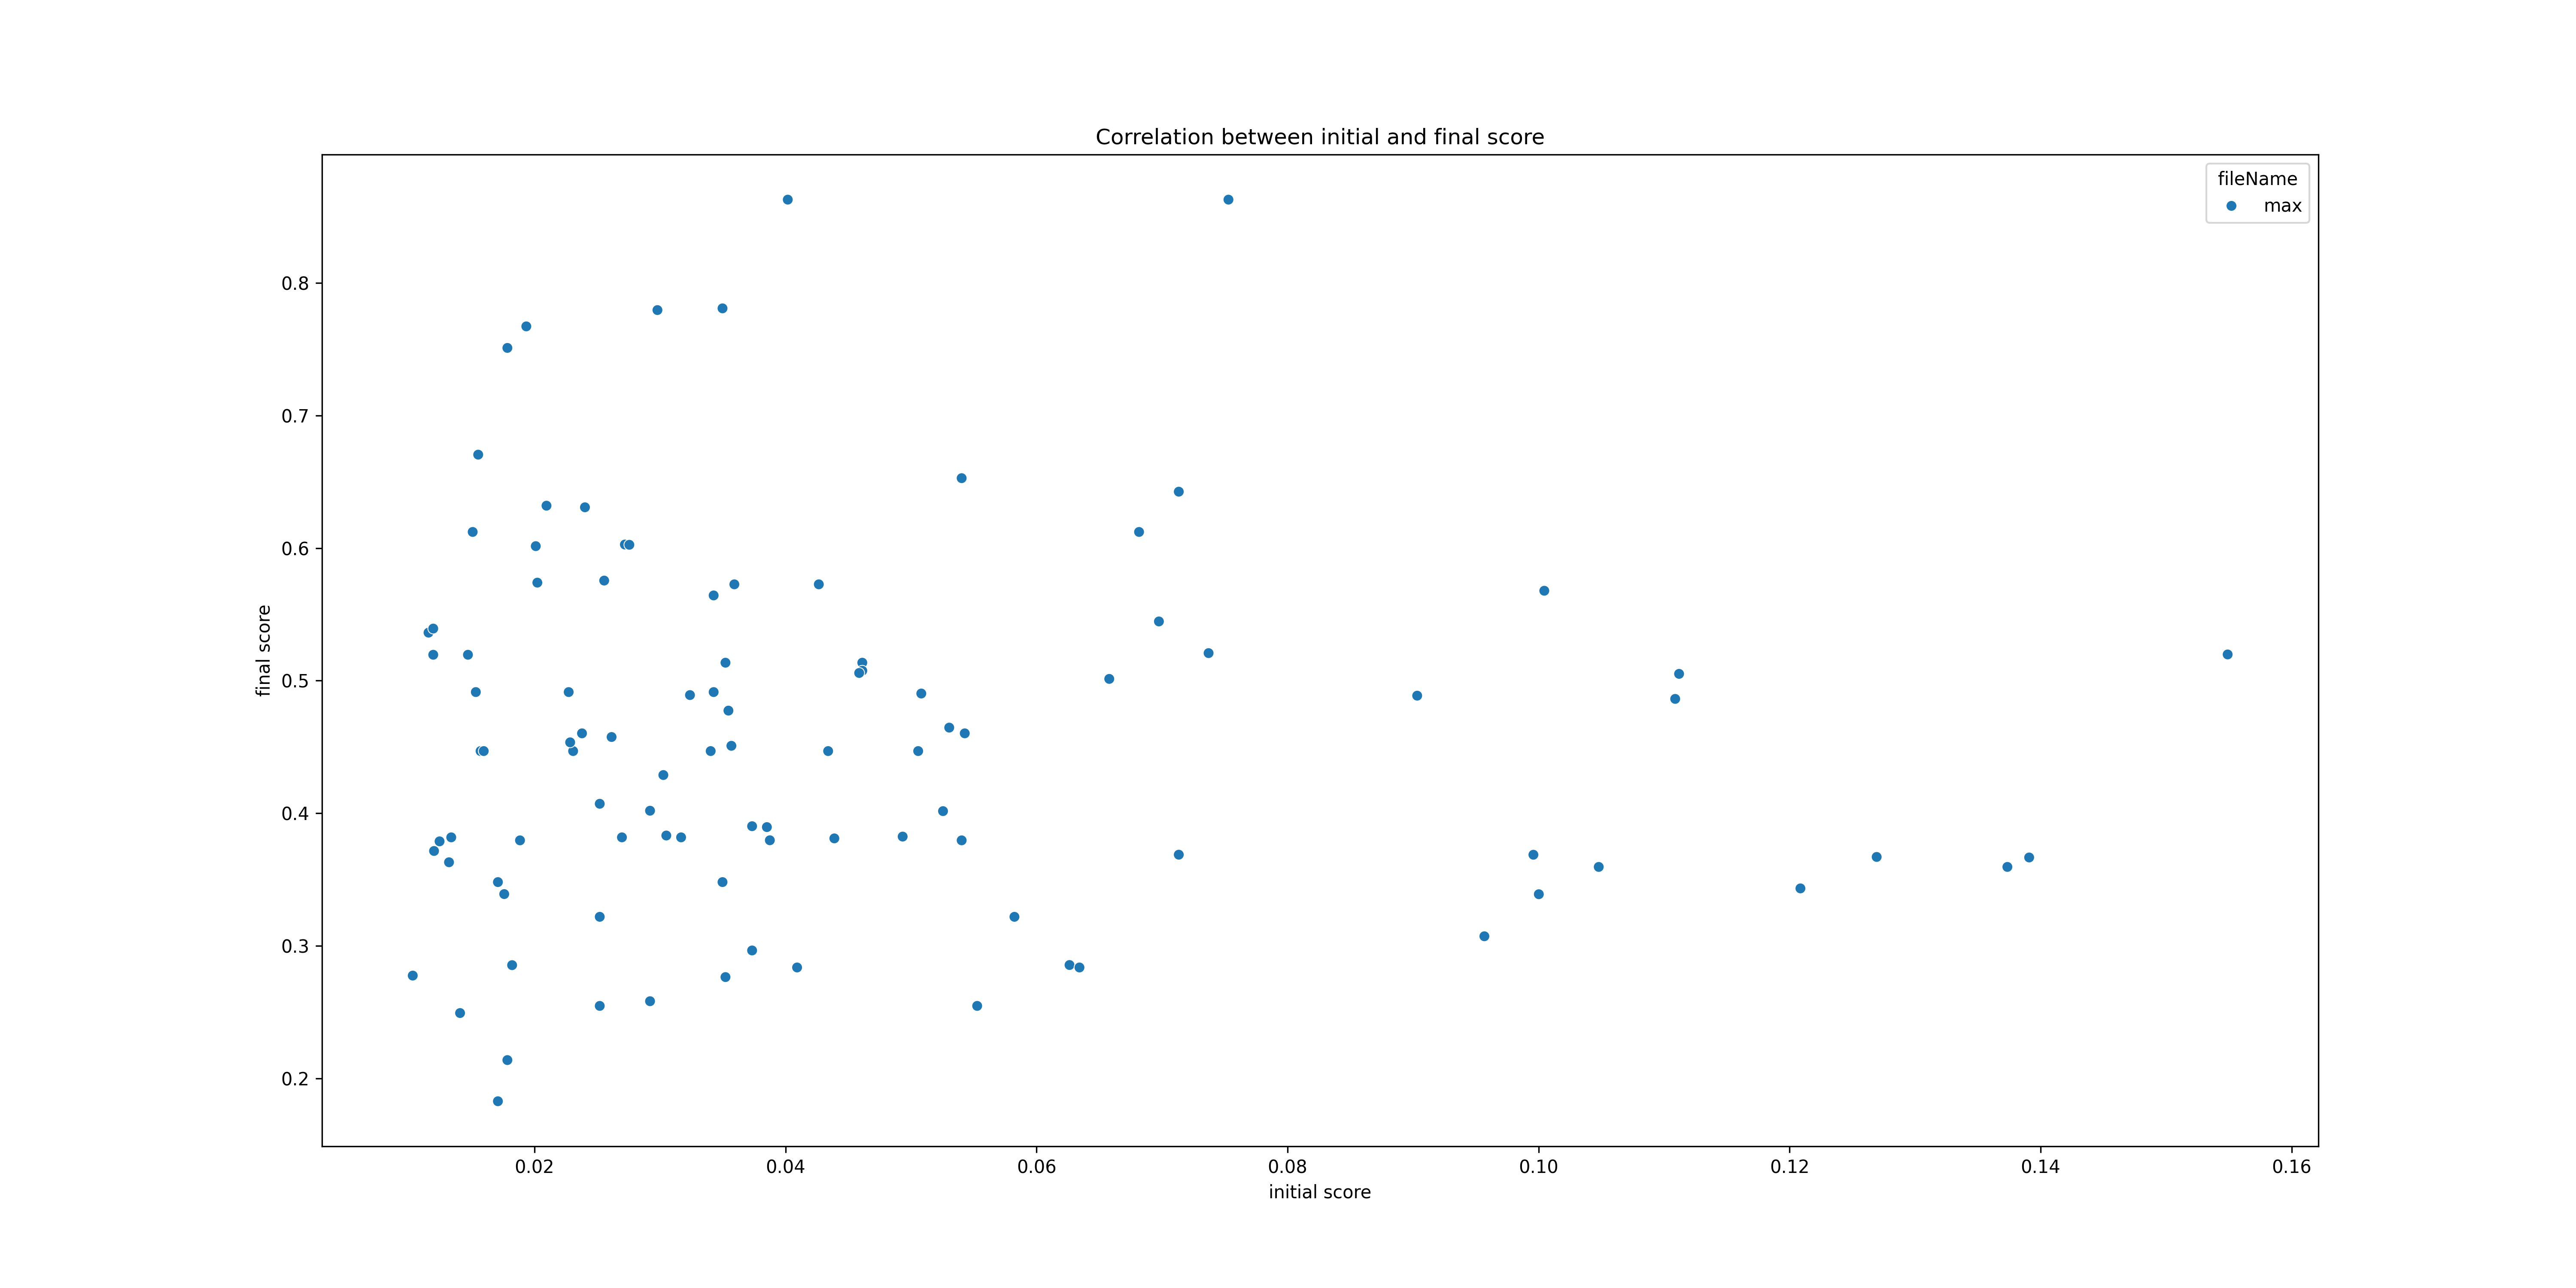 Correlation between initial and final score
fileName
max
final score
0.8
0.7
0.6
0.5
0.4
0.3
0.2
0.02 0.04 0.06 0.08 0.10 0.12 0.14 0.16
initial score